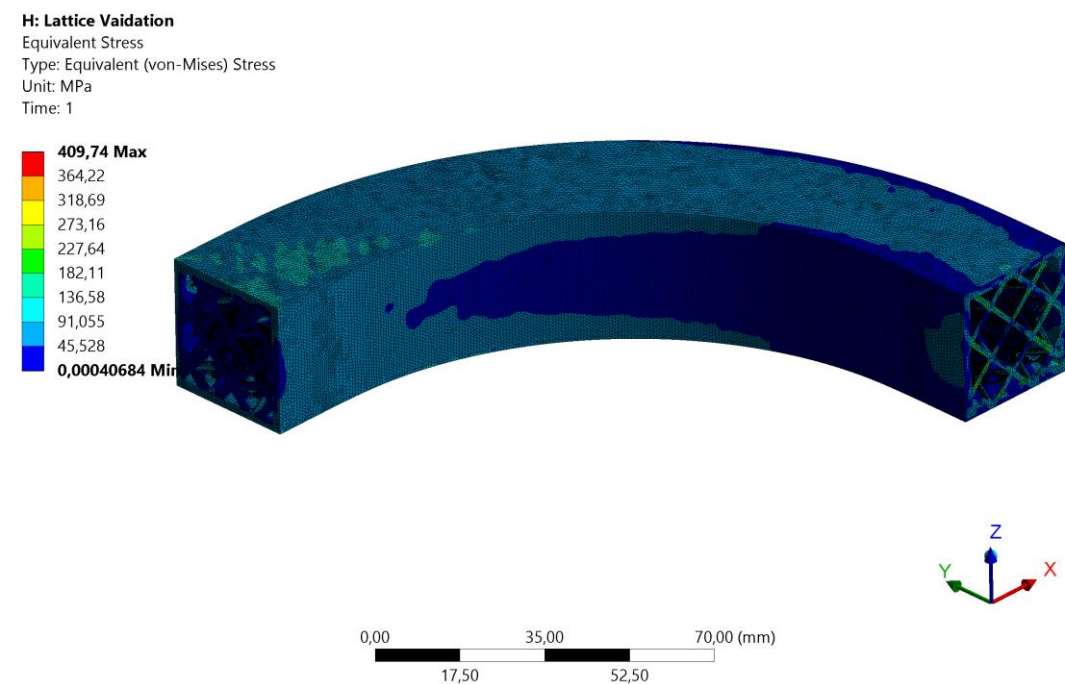 H: Lattice Vaidation
Equivalent Stress
Type: Equivalent (von-Mises) Stress
Unit: MPa
Time: 1
409,74 Max
364,22
318,69
273,16
227,64
182,11
136,58
91,055
45,528
0,00040684 Min
Z
Y
X
0,00 35,00 70,00 (mm)
17,50 52,50